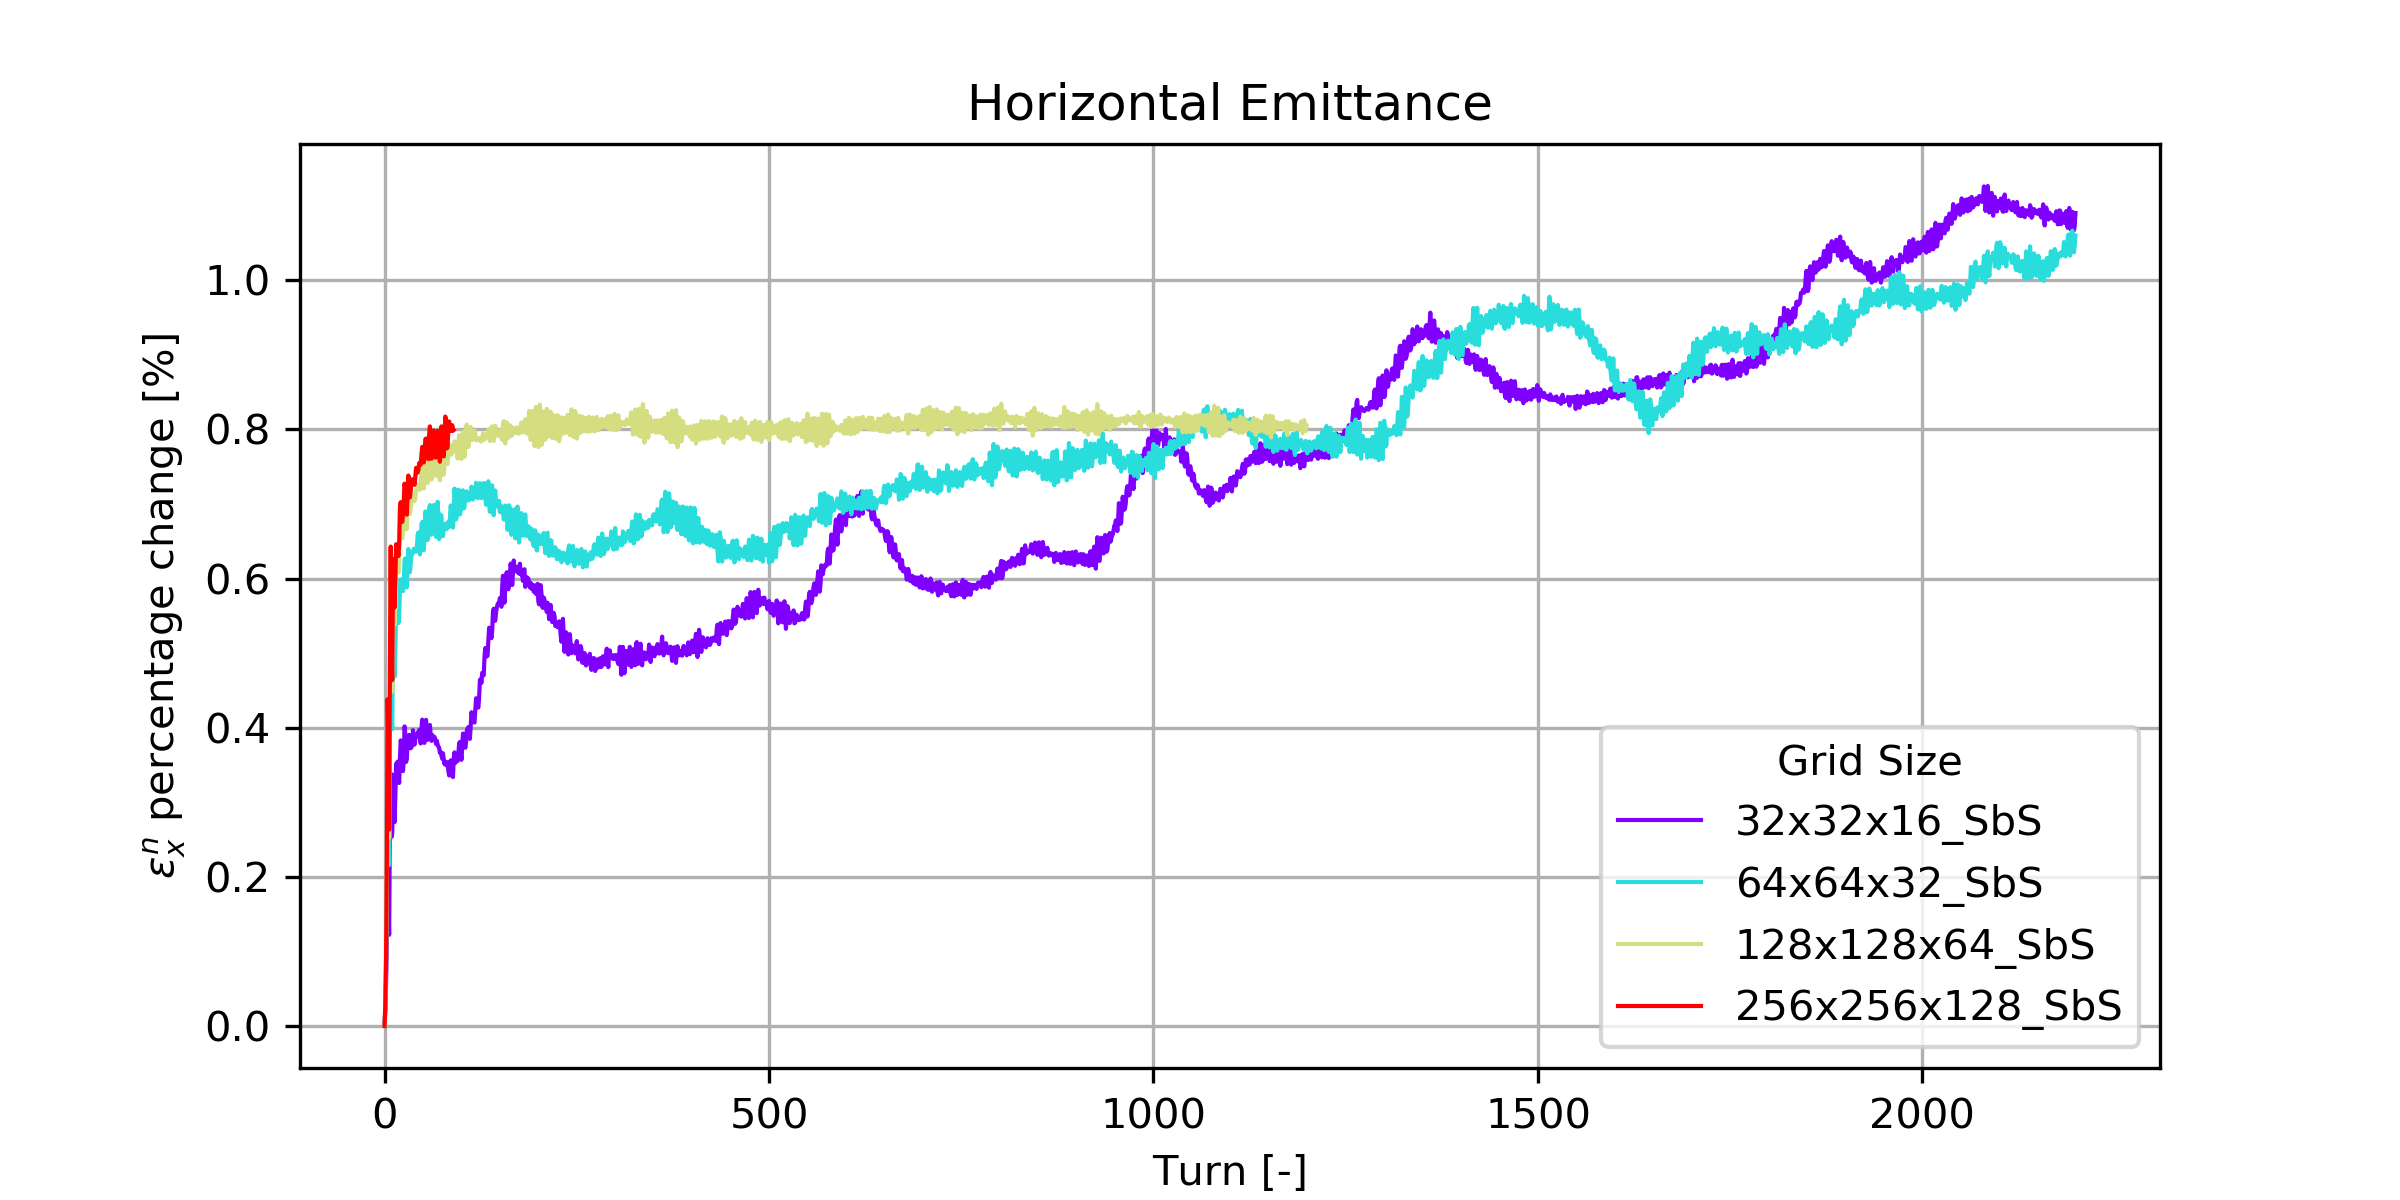 Horizontal Emittance
εₓⁿ percentage change [%]
1.0
0.8
0.6
0.4
0.2
0.0
0 500 1000 1500 2000
Turn [-]
Grid Size
32x32x16_SbS
64x64x32_SbS
128x128x64_SbS
256x256x128_SbS